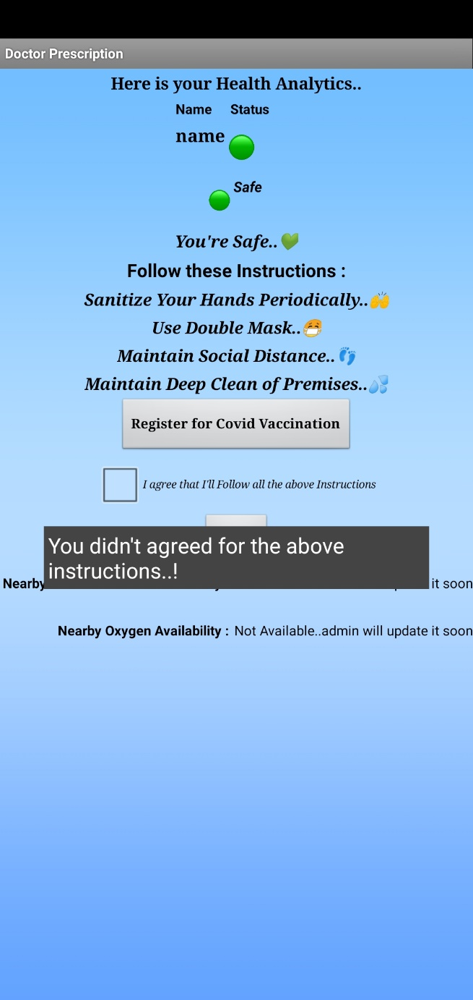 Doctor Prescription
Here is your Health Analytics..
Name Status
name
Safe
You're Safe..💚
Follow these Instructions :
Sanitize Your Hands Periodically..🙌
Use Double Mask..😷
Maintain Social Distance..👣
Maintain Deep Clean of Premises..💦
Register for Covid Vaccination
I agree that I'll Follow all the above Instructions
You didn't agreed for the above
instructions..!
Nearby it soon
Nearby Oxygen Availability : Not Available..admin will update it soon